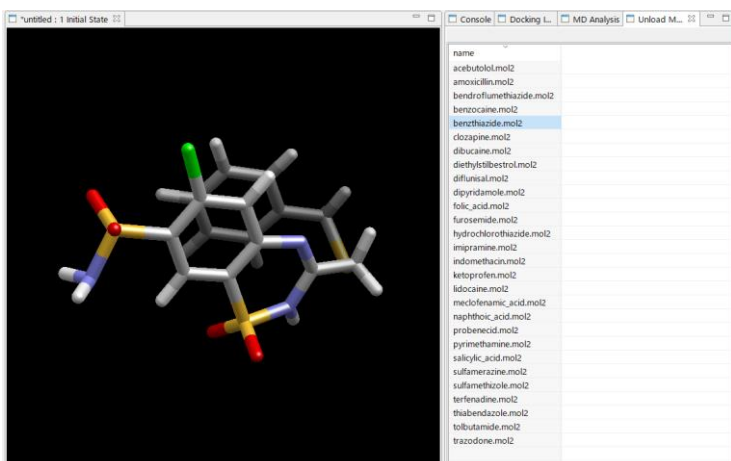 *untitled : 1 Initial State
Console Docking I... MD Analysis Unload M...
name
acebutolol.mol2
amoxicillin.mol2
bendroflumethiazide.mol2
benzocaine.mol2
benzthiazide.mol2
clozapine.mol2
dibucaine.mol2
diethylstilbestrol.mol2
diflunisal.mol2
dipyridamole.mol2
folic_acid.mol2
furosemide.mol2
hydrochlorothiazide.mol2
imipramine.mol2
indomethacin.mol2
ketoprofen.mol2
lidocaine.mol2
meclofenamic_acid.mol2
naphthoic_acid.mol2
probenecid.mol2
pyrimethamine.mol2
salicylic_acid.mol2
sulfamerazine.mol2
sulfamethizole.mol2
terfenadine.mol2
thiabendazole.mol2
tolbutamide.mol2
trazodone.mol2